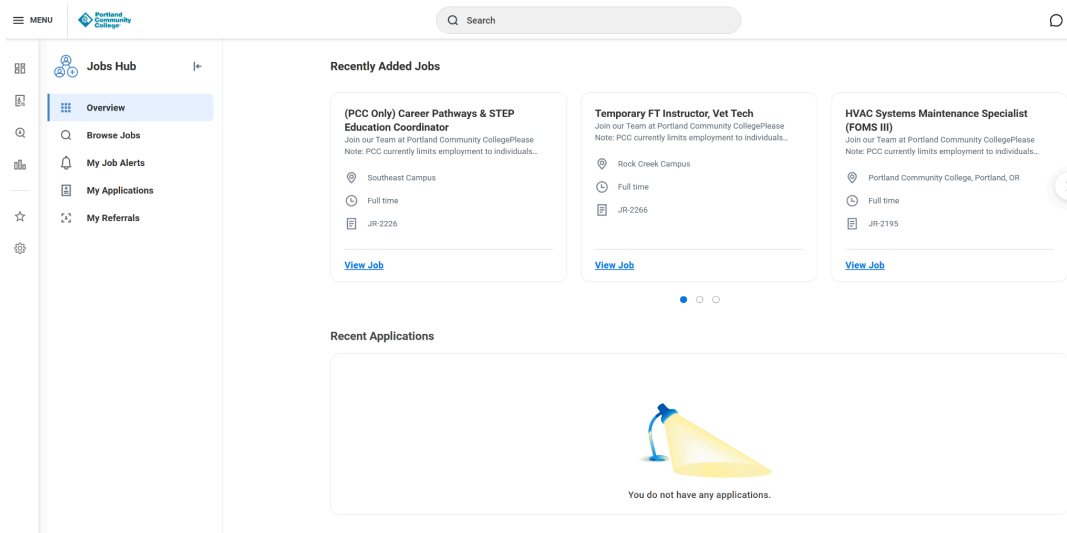 MENU
Portland
Community
College
Search
Jobs Hub
Overview
Browse Jobs
My Job Alerts
My Applications
My Referrals
Recently Added Jobs
(PCC Only) Career Pathways & STEP
Education Coordinator
Join our Team at Portland Community CollegePlease
Note: PCC currently limits employment to individuals...
Southeast Campus
Full time
JR-2226
View Job
Temporary FT Instructor, Vet Tech
Join our Team at Portland Community CollegePlease
Note: PCC currently limits employment to individuals...
Rock Creek Campus
Full time
JR-2266
View Job
HVAC Systems Maintenance Specialist
(FOMS III)
Join our Team at Portland Community CollegePlease
Note: PCC currently limits employment to individuals...
Portland Community College, Portland, OR
Full time
JR-2195
View Job
Recent Applications
You do not have any applications.